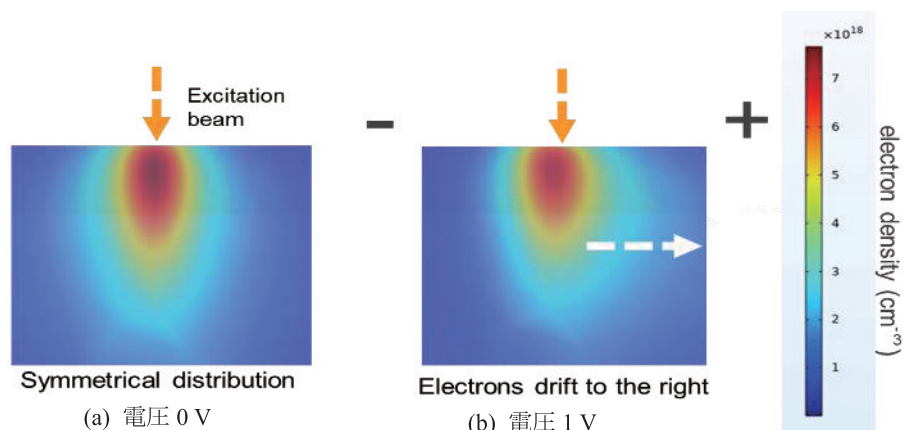 Excitation
beam
−
+
×10¹⁸
7
6
5
4
3
2
1
electron density (cm⁻³)
Symmetrical distribution
Electrons drift to the right
(a) 電圧 0 V
(b) 電圧 1 V